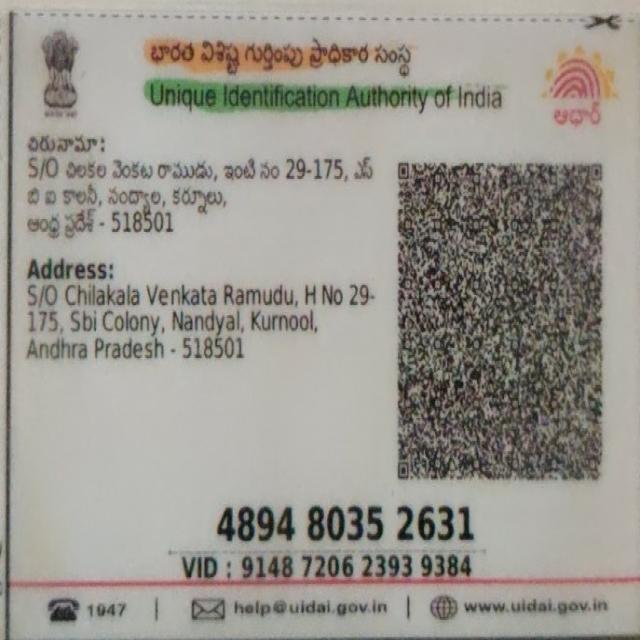 భారత విశిష్ట గుర్తింపు ప్రాధికార సంస్థ
Unique Identification Authority of India
ఆధార్
చిరునామా:
S/O చిలకల వెంకట రాముడు, ఇంటి నం 29-175, ఎస్
బి ఐ కాలనీ, నంద్యాల, కర్నూలు,
ఆంధ్ర ప్రదేశ్ - 518501
Address:
S/O Chilakala Venkata Ramudu, H No 29-
175, Sbi Colony, Nandyal, Kurnool,
Andhra Pradesh - 518501
4894 8035 2631
VID : 9148 7206 2393 9384
1947 | help@uidai.gov.in | www.uidai.gov.in